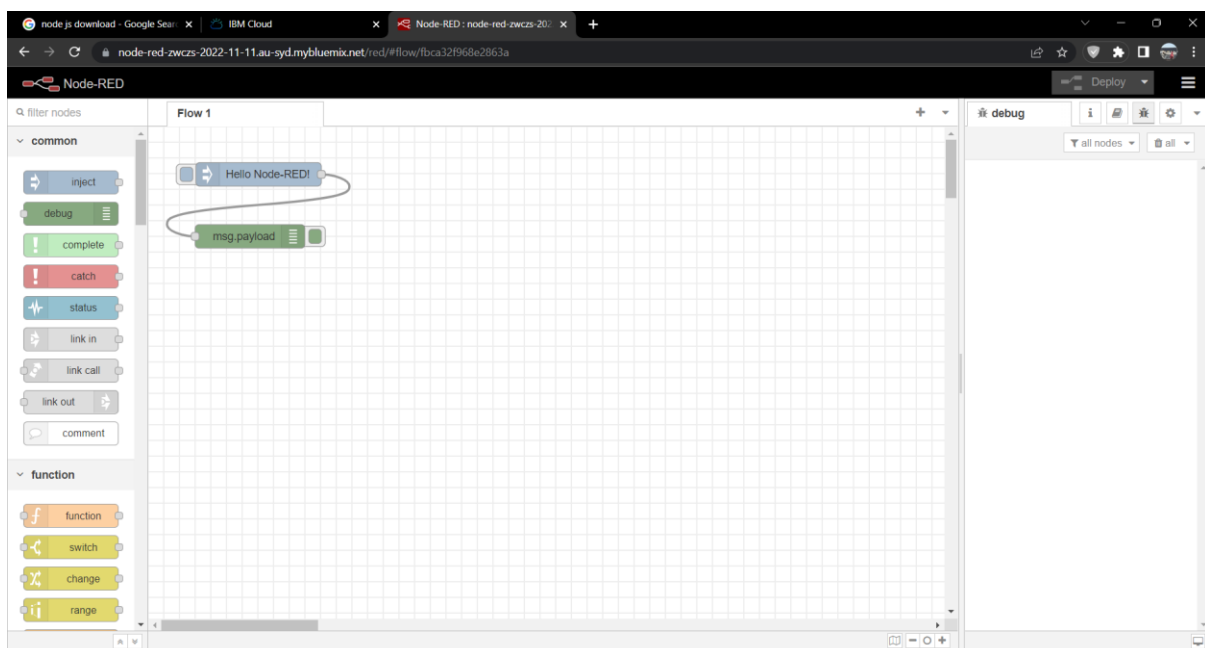 node js download - Google Sear
IBM Cloud
Node-RED : node-red-zwczs-202
node-red-zwczs-2022-11-11.au-syd.mybluemix.net/red/#flow/fbca32f968e2863a
Node-RED
Deploy
filter nodes
Flow 1
debug
i
all nodes
all
common
inject
debug
complete
catch
status
link in
link call
link out
comment
function
function
switch
change
range
Hello Node-RED!
msg.payload